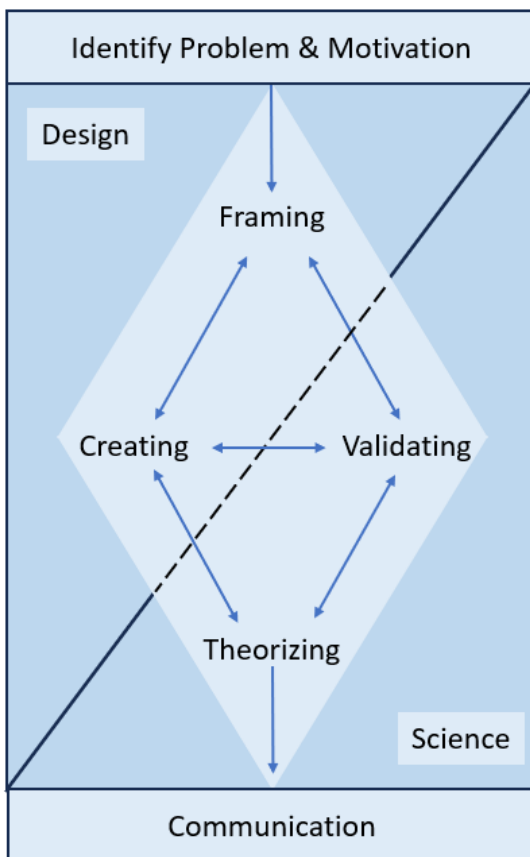 Identify Problem & Motivation
Design
Framing
Creating
Validating
Theorizing
Science
Communication